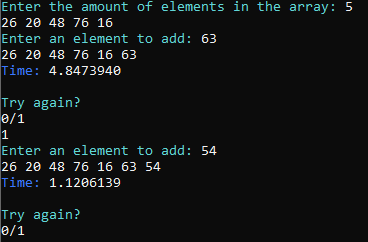 Enter the amount of elements in the array: 5
26 20 48 76 16
Enter an element to add: 63
26 20 48 76 16 63
Time: 4.8473940
Try again?
0/1
1
Enter an element to add: 54
26 20 48 76 16 63 54
Time: 1.1206139
Try again?
0/1